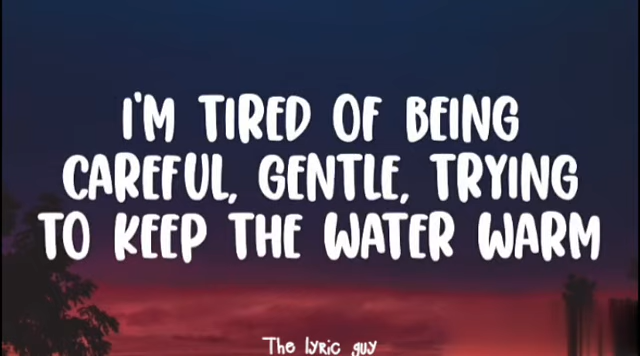 I'M TIRED OF BEING
CAREFUL, GENTLE, TRYING
TO KEEP THE WATER WARM
The lyric guy